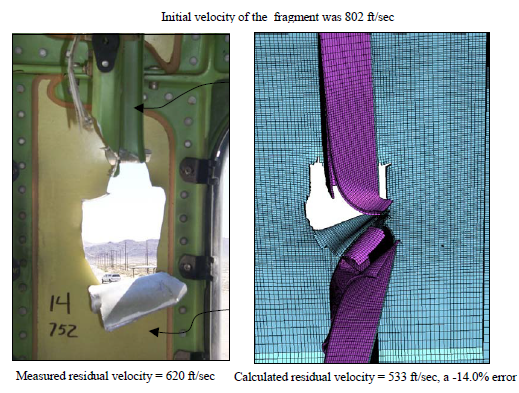 Initial velocity of the fragment was 802 ft/sec
14
752
Measured residual velocity = 620 ft/sec
Calculated residual velocity = 533 ft/sec, a -14.0% error